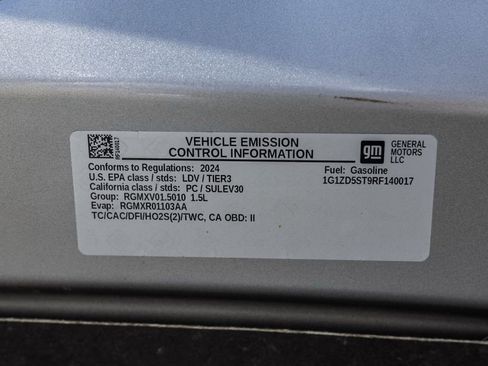 RF140017
VEHICLE EMISSION
CONTROL INFORMATION
gm
GENERAL
MOTORS
LLC
Conforms to Regulations: 2024
Fuel: Gasoline
U.S. EPA class / stds: LDV / TIER3
1G1ZD5ST9RF140017
California class / stds: PC / SULEV30
Group: RGMXV01.5010 1.5L
Evap: RGMXR01103AA
TC/CAC/DFI/HO2S(2)/TWC, CA OBD: II